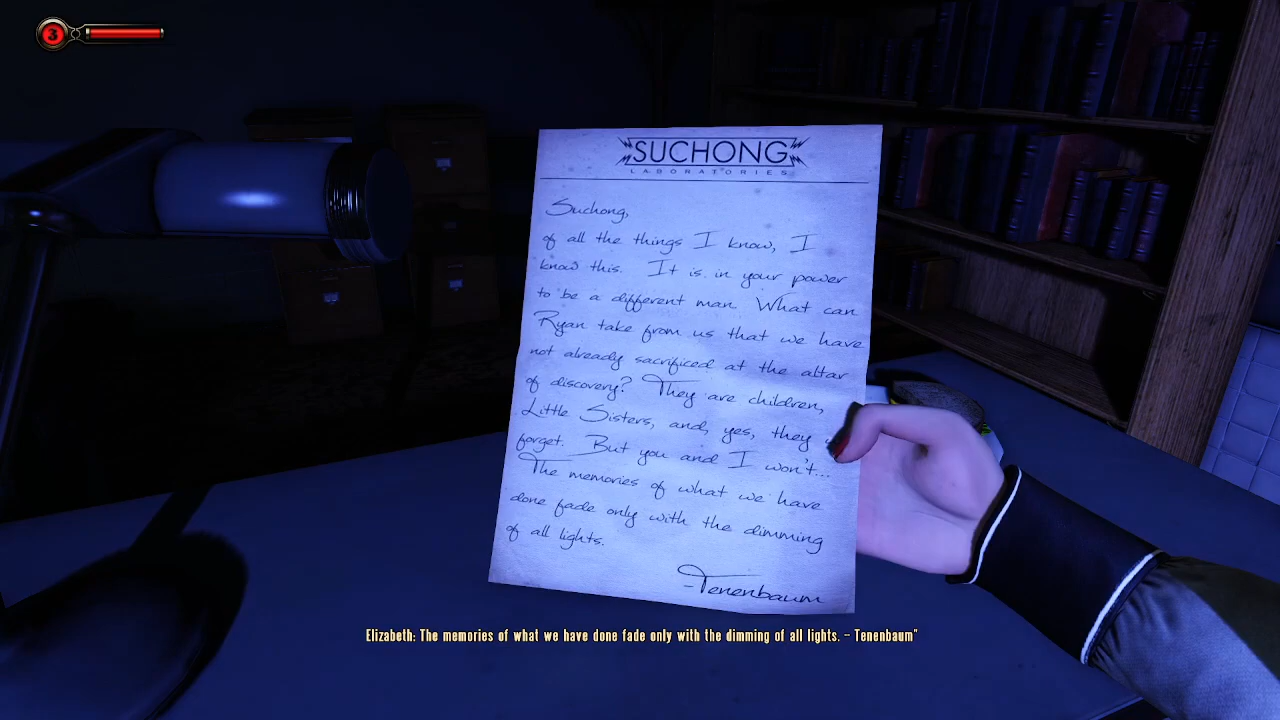 3
SUCHONG
LABORATORIES
Suchong,
of all the things I know, I
know this. It is in your power
to be a different man. What can
Ryan take from us that we have
not already sacrificed at the altar
of discovery? They are children,
Little Sisters, and, yes, they
forget. But you and I won't...
The memories of what we have
done fade only with the dimming
of all lights.
-Tenenbaum
Elizabeth: The memories of what we have done fade only with the dimming of all lights. – Tenenbaum"